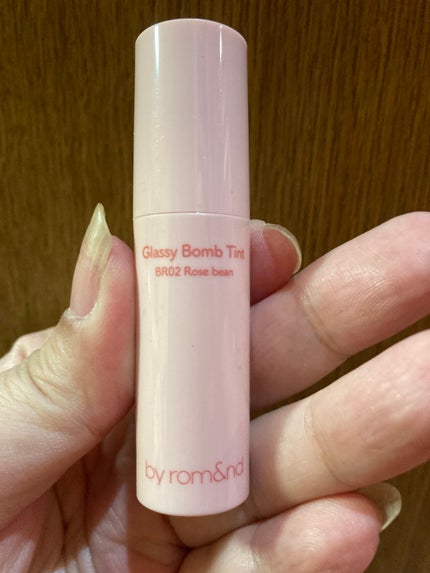 Glassy Bomb Tint
BR02 Rose bean
by rom&nd